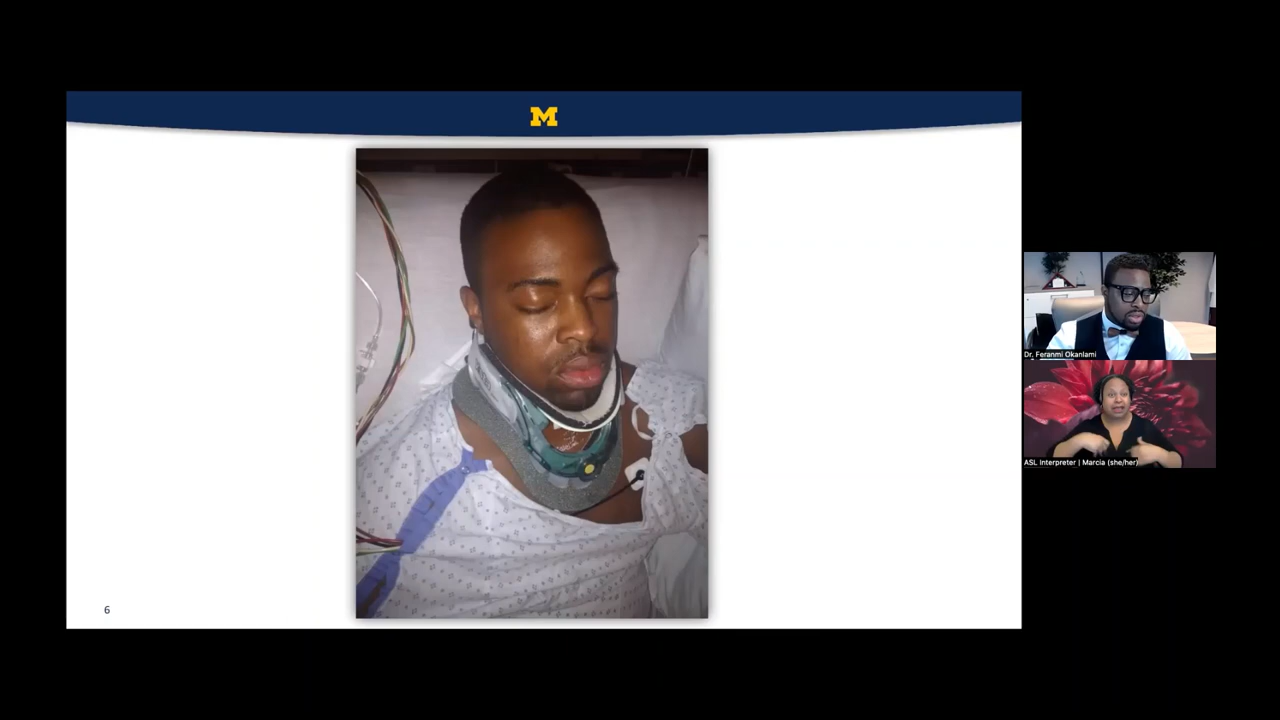 M
6
Dr. Feranmi Okanlami
ASL Interpreter | Marcia (she/her)